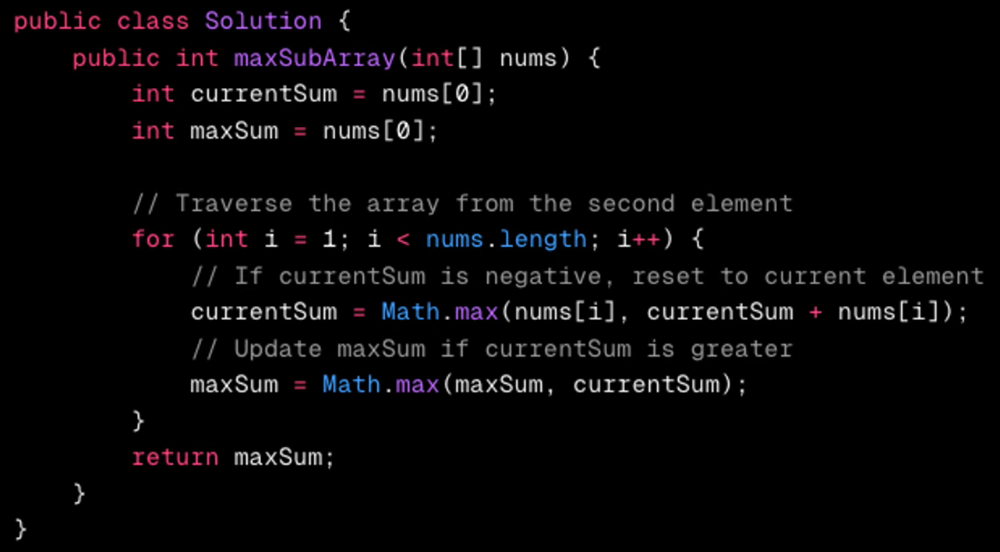 public class Solution {
    public int maxSubArray(int[] nums) {
        int currentSum = nums[0];
        int maxSum = nums[0];

        // Traverse the array from the second element
        for (int i = 1; i < nums.length; i++) {
            // If currentSum is negative, reset to current element
            currentSum = Math.max(nums[i], currentSum + nums[i]);
            // Update maxSum if currentSum is greater
            maxSum = Math.max(maxSum, currentSum);
        }
        return maxSum;
    }
}